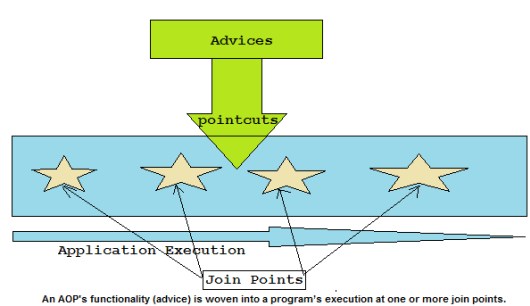 Advices
pointcuts
Application Execution
Join Points
An AOP's functionality (advice) is woven into a program's execution at one or more join points.